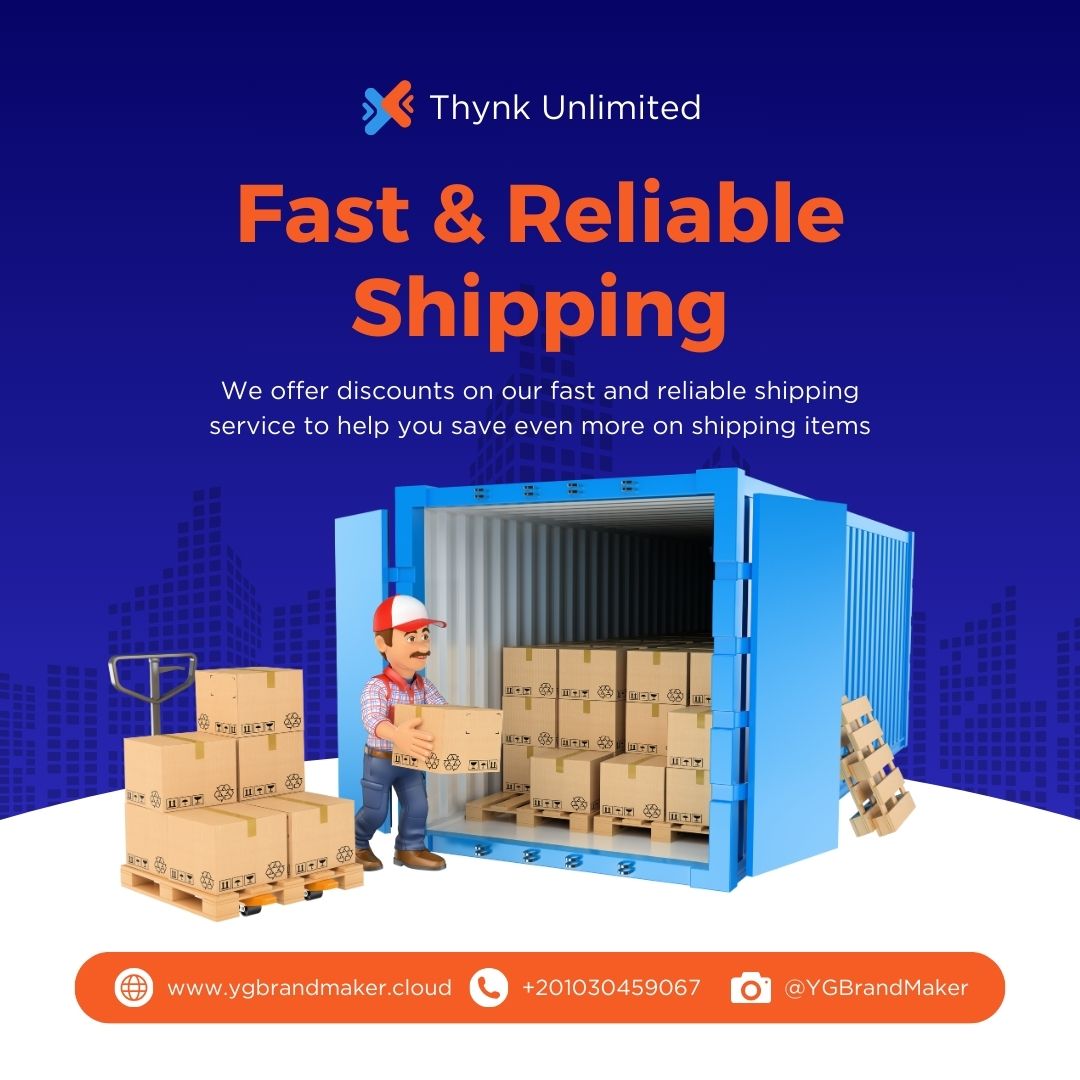 Thynk Unlimited
Fast & Reliable
Shipping
We offer discounts on our fast and reliable shipping
service to help you save even more on shipping items
www.ygbrandmaker.cloud
+201030459067
@YGBrandMaker